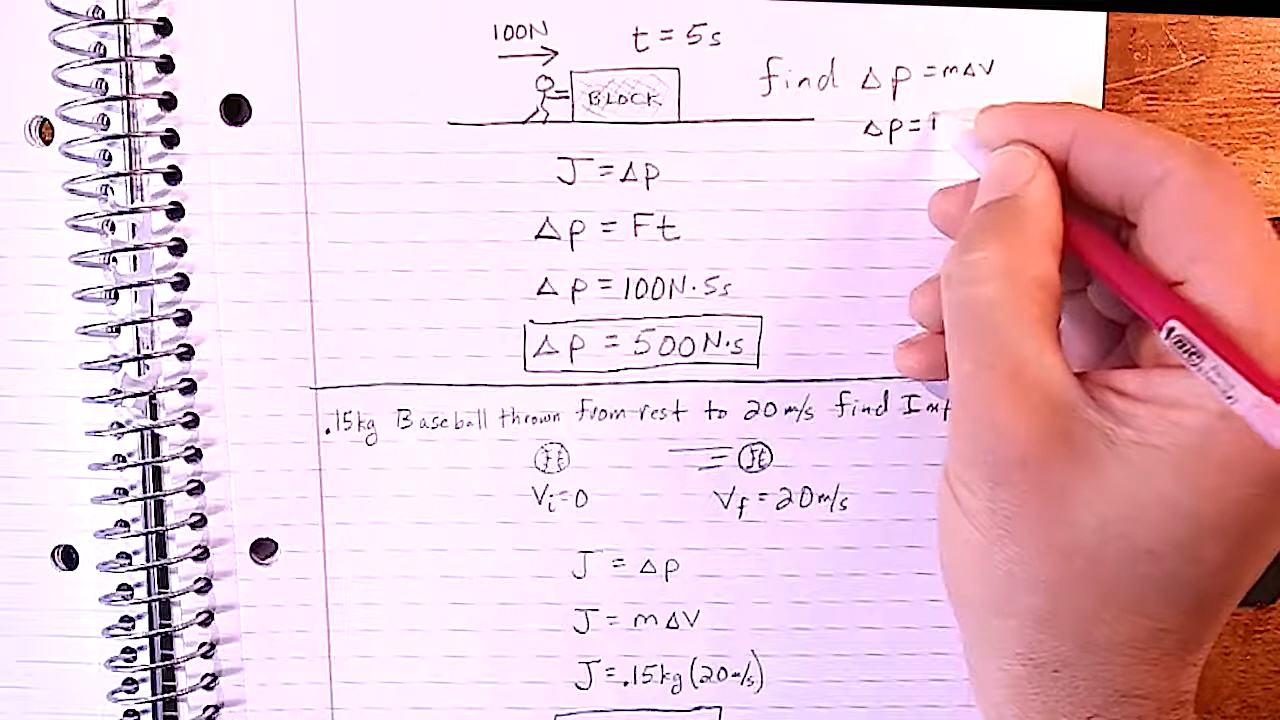 100N
t = 5s
BLOCK
find Δp = mΔV
Δp =
J = Δp
Δp = Ft
Δp = 100N·5s
Δp = 500N·s
.15kg Baseball thrown from rest to 20m/s find
Vi=0
Vf = 20m/s
J = Δp
J = mΔV
J = .15kg(20m/s)
BIC